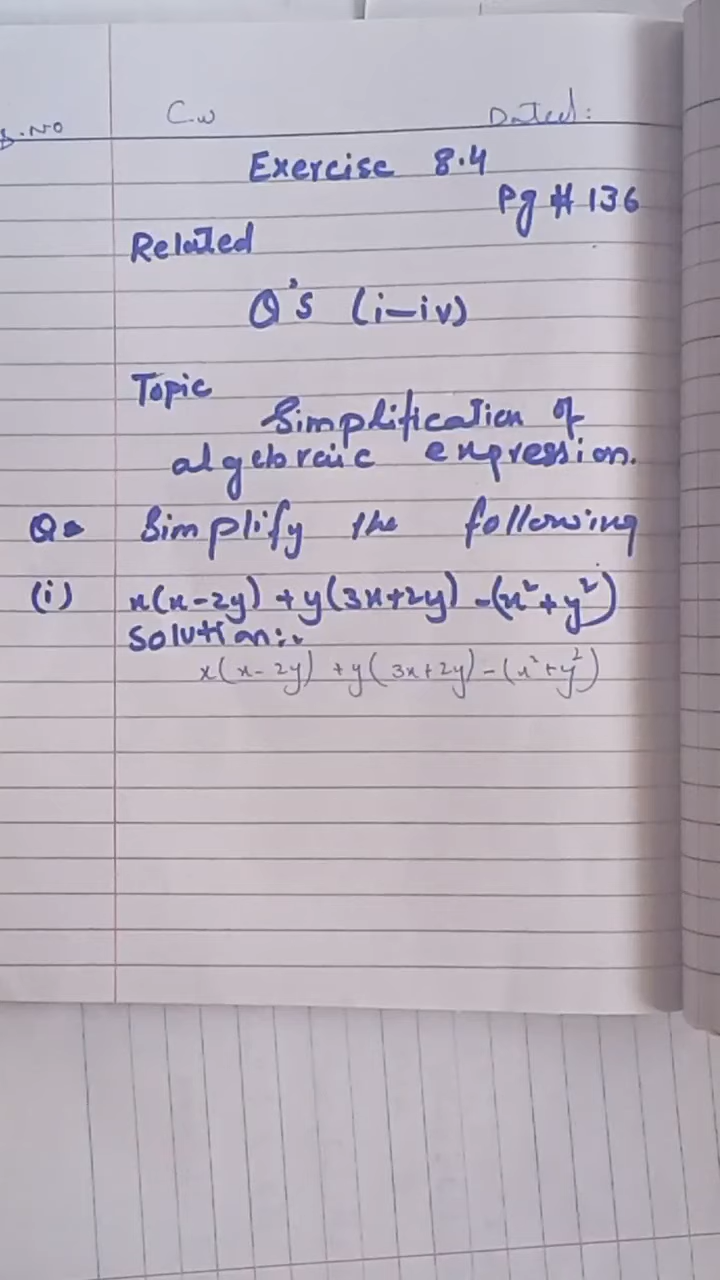 S.No C.w Dated:
Exercise 8.4
Pg # 136
Related
Q's (i-iv)
Topic
Simplification of
algebraic expression.
Q. Simplify the following
(i) x(x-2y) + y(3x+2y) - (x²+y²)
Solution:.
x(x-2y) + y(3x+2y) - (x²+y²)